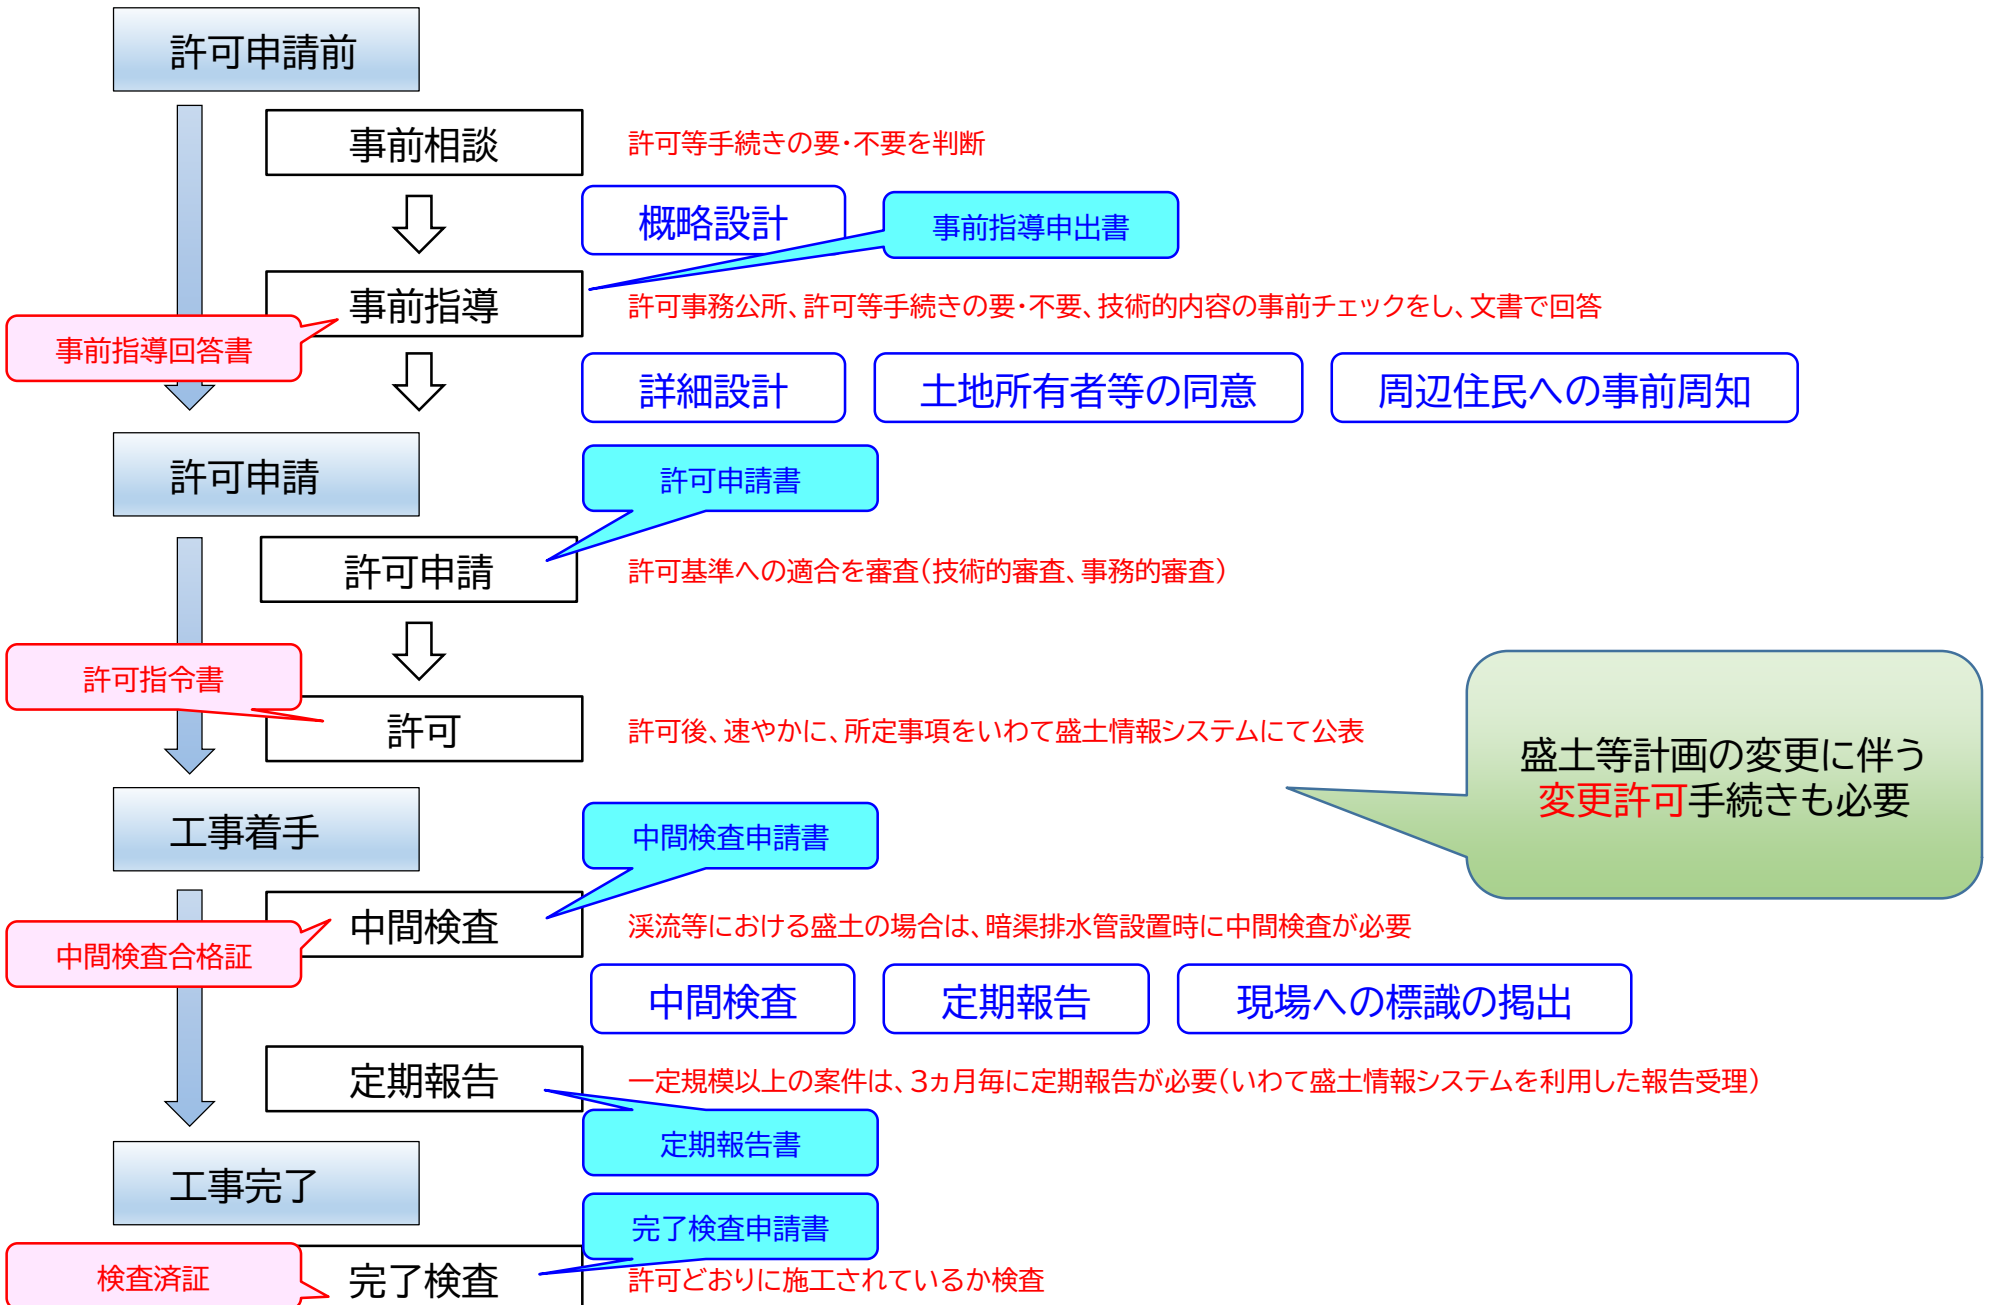 許可申請前
事前相談
許可等手続きの要・不要を判断
概略設計
事前指導申出書
事前指導
許可事務公所、許可等手続きの要・不要、技術的内容の事前チェックをし、文書で回答
事前指導回答書
詳細設計
土地所有者等の同意
周辺住民への事前周知
許可申請
許可申請書
許可申請
許可基準への適合を審査(技術的審査、事務的審査)
許可指令書
許可
許可後、速やかに、所定事項をいわて盛土情報システムにて公表
盛土等計画の変更に伴う
変更許可手続きも必要
工事着手
中間検査申請書
中間検査
渓流等における盛土の場合は、暗渠排水管設置時に中間検査が必要
中間検査合格証
中間検査
定期報告
現場への標識の掲出
定期報告
一定規模以上の案件は、3ヵ月毎に定期報告が必要(いわて盛土情報システムを利用した報告受理)
定期報告書
工事完了
完了検査申請書
検査済証
完了検査
許可どおりに施工されているか検査